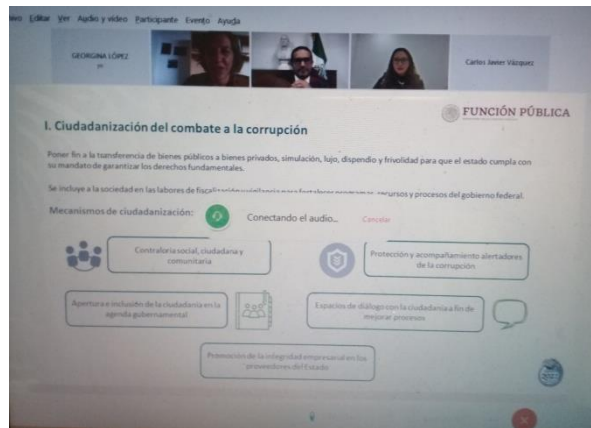 Editar Ver Audio y video Participante Evento Ayuda
GEORGINA LÓPEZ
Carlos Javier Vázquez
FUNCIÓN PÚBLICA
I. Ciudadanización del combate a la corrupción
Poner fin a la transferencia de bienes públicos a bienes privados, simulación, lujo, dispendio y frivolidad para que el estado cumpla con
su mandato de garantizar los derechos fundamentales.
Se incluye a la sociedad en las labores de recursos y procesos del gobierno federal.
Mecanismos de ciudadanización:
Conectando el audio...
Cancelar
Contraloría social, ciudadana y
comunitaria
Protección y acompañamiento alertadores
de la corrupción
Apertura e inclusión de la ciudadanía en la
agenda gubernamental
Espacios de diálogo con la ciudadanía a fin de
mejorar procesos
Promoción de la integridad empresarial en los
proveedores del Estado